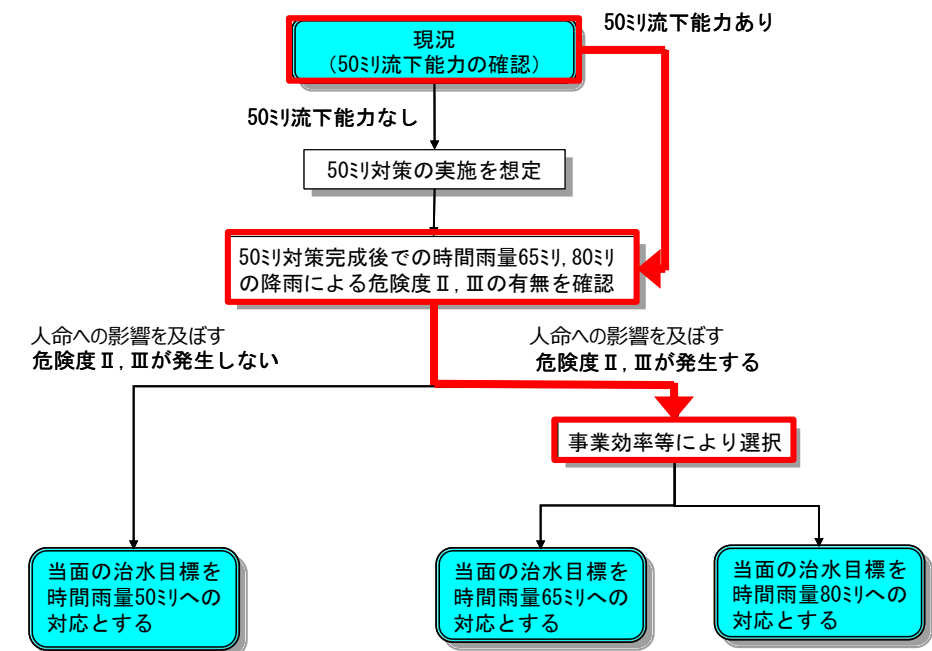 50ﾐﾘ流下能力あり
現況
（50ﾐﾘ流下能力の確認）
50ﾐﾘ流下能力なし
50ﾐﾘ対策の実施を想定
50ﾐﾘ対策完成後での時間雨量65ﾐﾘ,80ﾐﾘ
の降雨による危険度Ⅱ,Ⅲの有無を確認
人命への影響を及ぼす
危険度Ⅱ,Ⅲが発生しない
人命への影響を及ぼす
危険度Ⅱ,Ⅲが発生する
事業効率等により選択
当面の治水目標を
時間雨量50ﾐﾘへの
対応とする
当面の治水目標を
時間雨量65ﾐﾘへの
対応とする
当面の治水目標を
時間雨量80ﾐﾘへの
対応とする